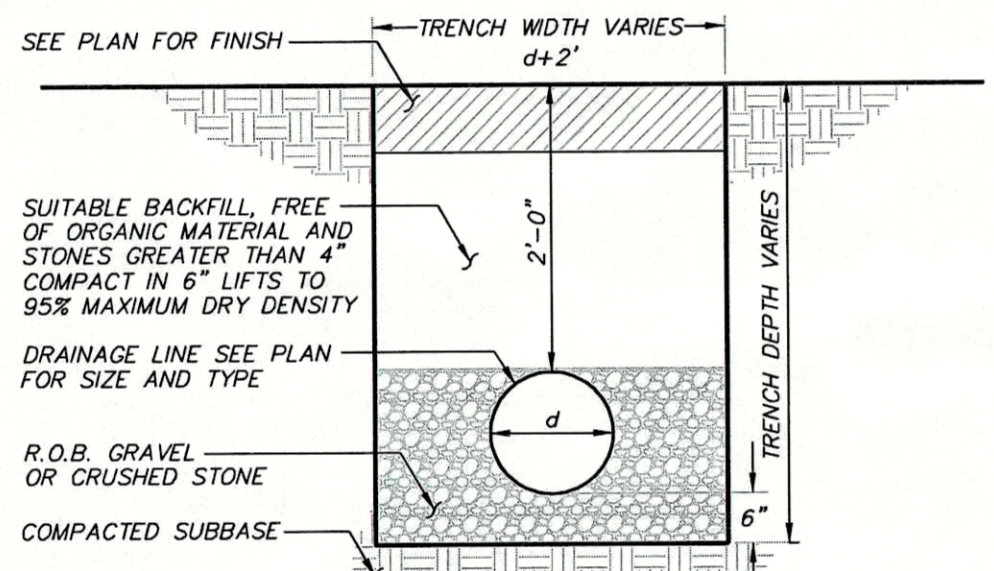 TRENCH WIDTH VARIES
d+2'
SEE PLAN FOR FINISH
SUITABLE BACKFILL, FREE
OF ORGANIC MATERIAL AND
STONES GREATER THAN 4"
COMPACT IN 6" LIFTS TO
95% MAXIMUM DRY DENSITY
2'-0"
TRENCH DEPTH VARIES
DRAINAGE LINE SEE PLAN
FOR SIZE AND TYPE
d
R.O.B. GRAVEL
OR CRUSHED STONE
6"
COMPACTED SUBBASE